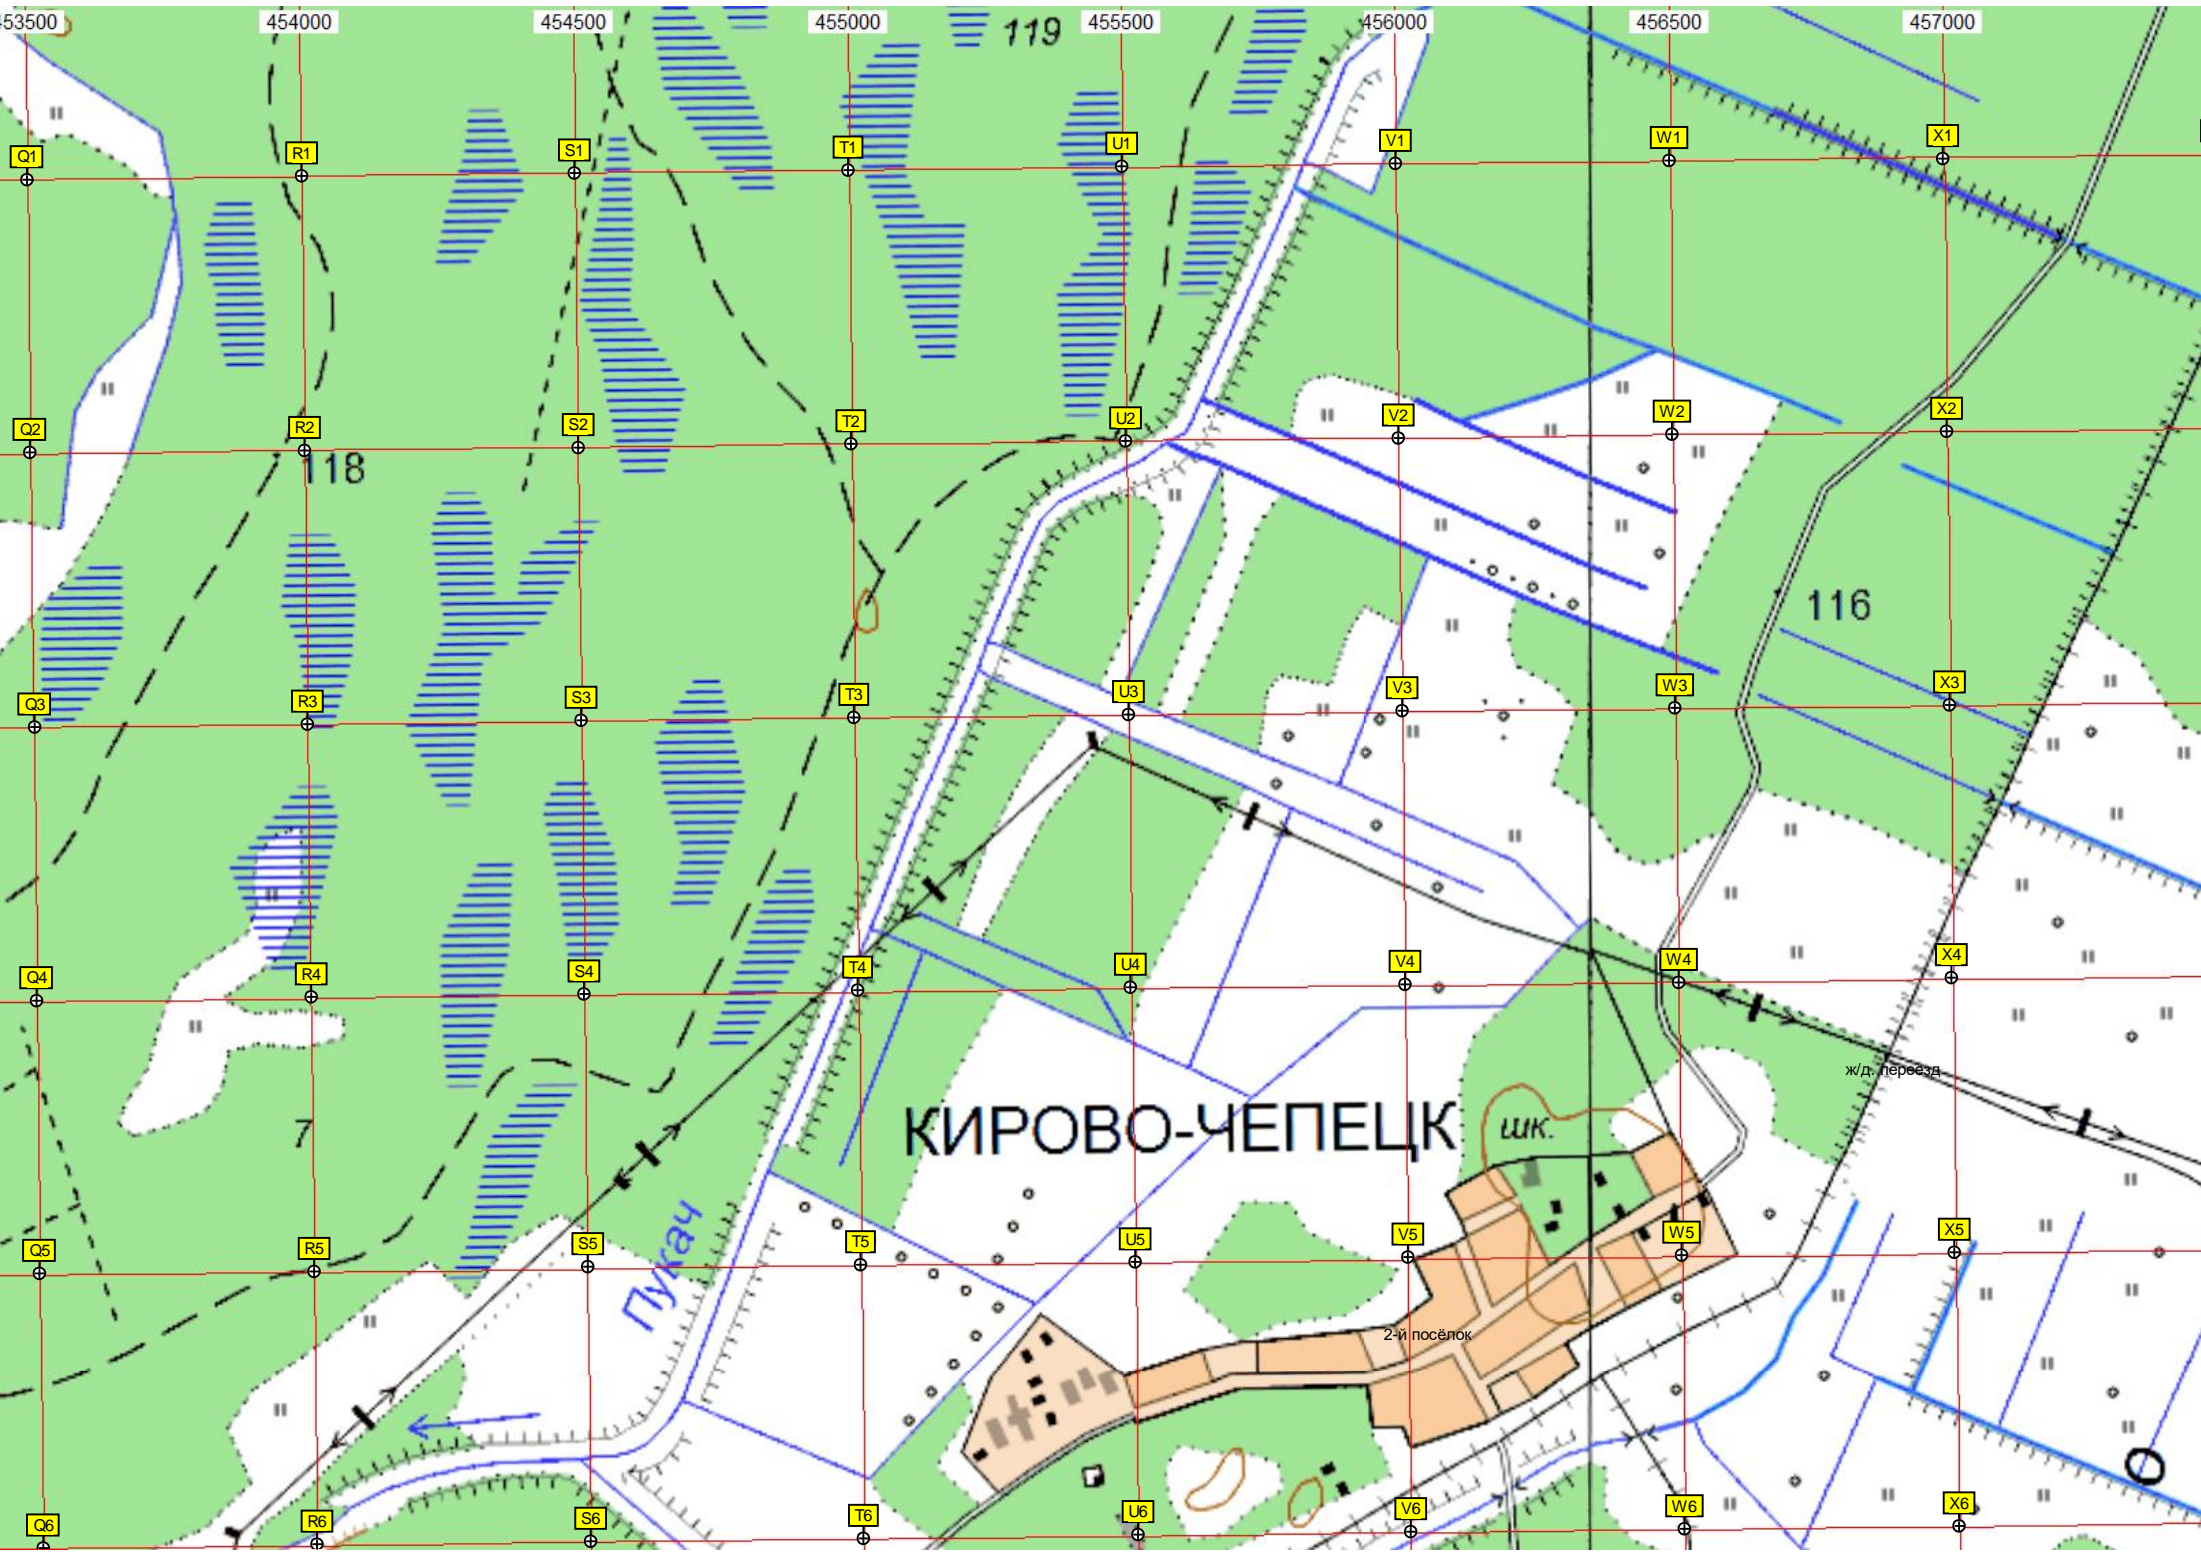 453500 454000 454500 455000 455500 456000 456500 457000
119
Q1 R1 S1 T1 U1 V1 W1 X1
Q2 R2 S2 T2 U2 V2 W2 X2
118
116
Q3 R3 S3 T3 U3 V3 W3 X3
Q4 R4 S4 T4 U4 V4 W4 X4
ж/д. переезд
7
КИРОВО-ЧЕПЕЦК
шк.
Пукач
Q5 R5 S5 T5 U5 V5 W5 X5
2-й посёлок
О
Q6 R6 S6 T6 U6 V6 W6 X6